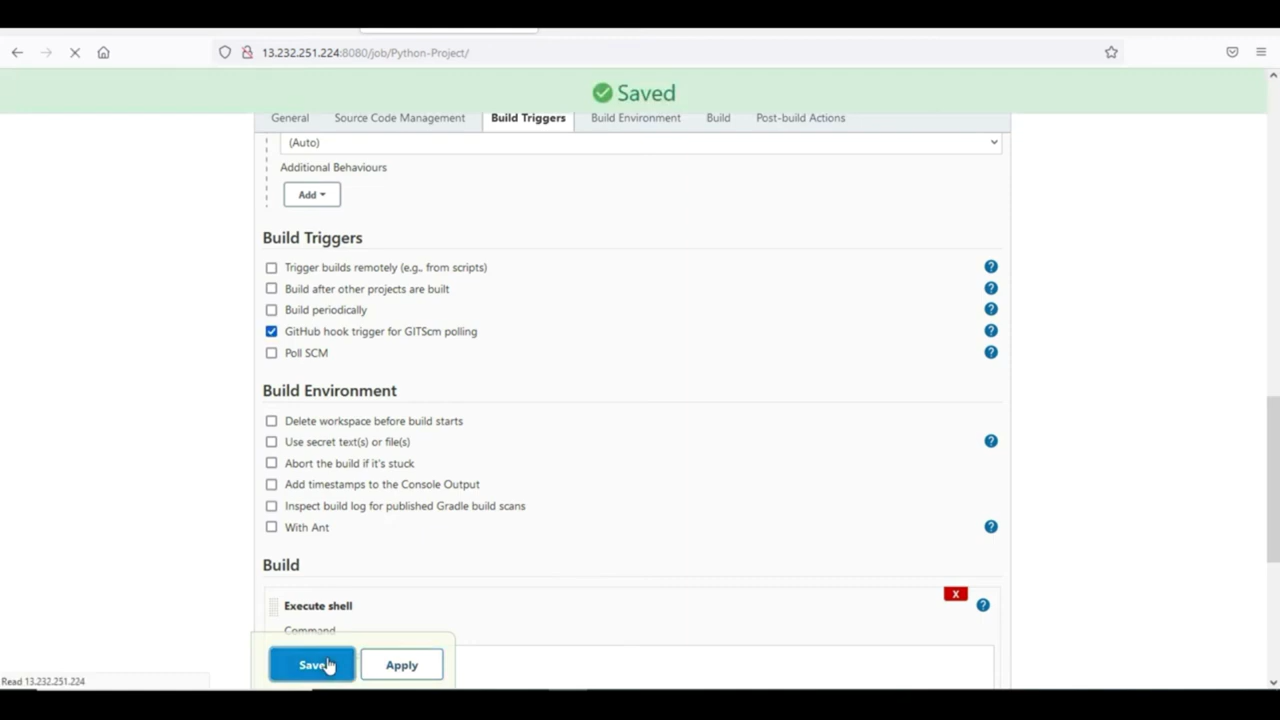 13.232.251.224:8080/job/Python-Project/
Saved
General Source Code Management Build Triggers Build Environment Build Post-build Actions
(Auto)
Additional Behaviours
Add
Build Triggers
Trigger builds remotely (e.g., from scripts)
?
Build after other projects are built
?
Build periodically
?
GitHub hook trigger for GITScm polling
?
Poll SCM
?
Build Environment
Delete workspace before build starts
Use secret text(s) or file(s)
?
Abort the build if it's stuck
Add timestamps to the Console Output
Inspect build log for published Gradle build scans
With Ant
?
Build
X
Execute shell
?
Command
Save Apply
Read 13.232.251.224